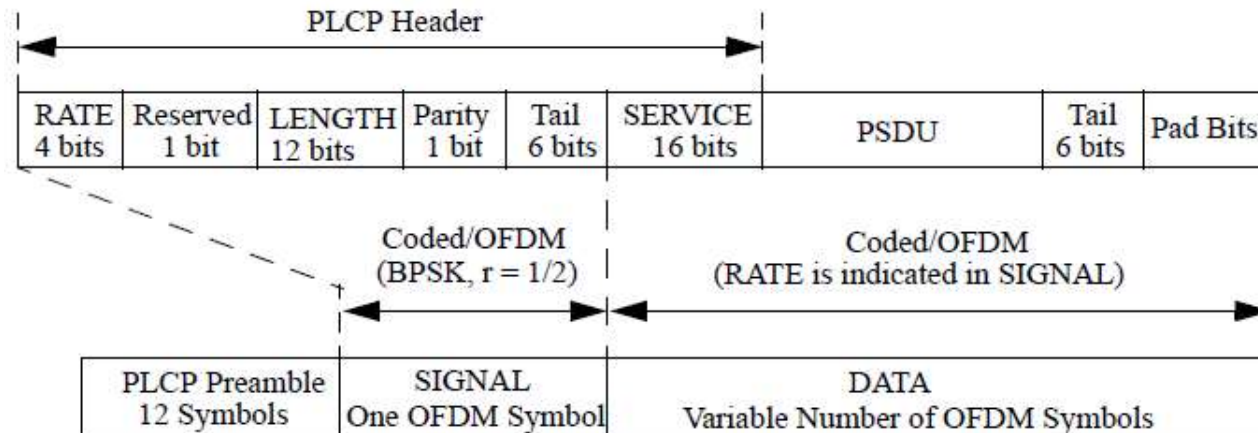 PLCP Header
RATE Reserved LENGTH Parity Tail SERVICE PSDU Tail Pad Bits
4 bits 1 bit 12 bits 1 bit 6 bits 16 bits 6 bits
Coded/OFDM Coded/OFDM
(BPSK, r = 1/2) (RATE is indicated in SIGNAL)
PLCP Preamble SIGNAL DATA
12 Symbols One OFDM Symbol Variable Number of OFDM Symbols